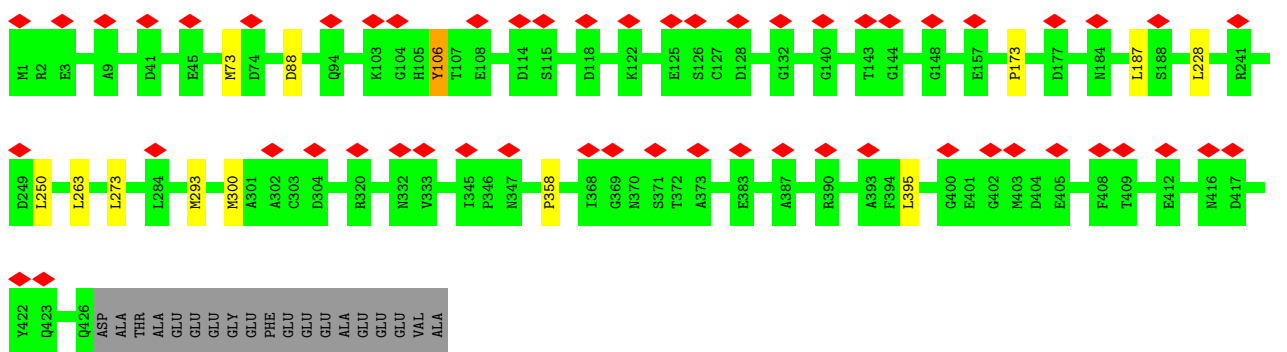 M1 R2 E3 A9 D41 E45 M73 D74 D88 Q94 K103 G104 H105 Y106 T107 E108 D114 S115 D118 K122 E125 S126 C127 D128 G132 G140 T143 G144 G148 E157 P173 D177 N184 L187 S188 L228 R241
D249 L250 L263 L273 L284 M293 M300 A301 A302 C303 D304 R320 N332 V333 I345 P346 N347 P358 I368 G369 N370 S371 T372 A373 E383 A387 R390 A393 F394 L395 G400 E401 G402 M403 D404 E405 F408 T409 E412 N416 D417
Y422 Q423 Q426 ASP ALA THR ALA GLU GLU GLU GLY GLU PHE GLU GLU GLU ALA GLU GLU GLU VAL ALA